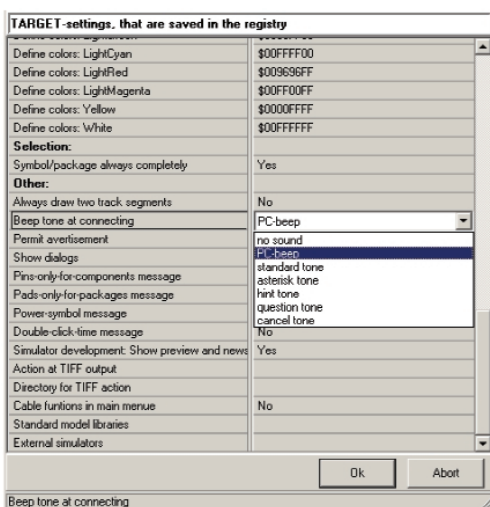 TARGET-settings, that are saved in the registry
Define colors: LightCyan $00FFFF00
Define colors: LightRed $009696FF
Define colors: LightMagenta $00FF00FF
Define colors: Yellow $0000FFFF
Define colors: White $00FFFFFF
Selection:
Symbol/package always completely Yes
Other:
Always draw two track segments No
Beep tone at connecting PC-beep
Permit avertisement no sound
Show dialogs PC-beep
standard tone
Pins-only-for-components message asterisk tone
Pads-only-for-packages message hint tone
question tone
Power-symbol message cancel tone
Double-click-time message No
Simulator development: Show preview and news Yes
Action at TIFF output
Directory for TIFF action
Cable funtions in main menue No
Standard model libraries
External simulators
Ok Abort
Beep tone at connecting